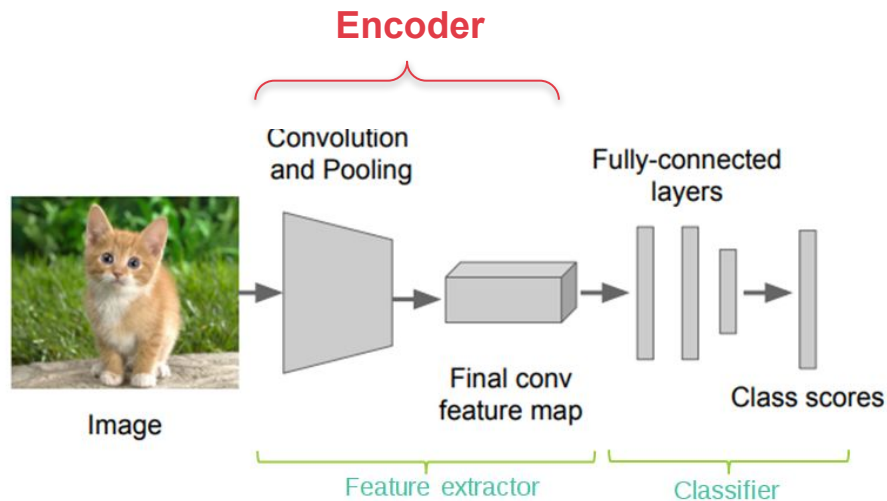 Encoder
Convolution
and Pooling
Fully-connected
layers
Image
Final conv
feature map
Class scores
Feature extractor
Classifier